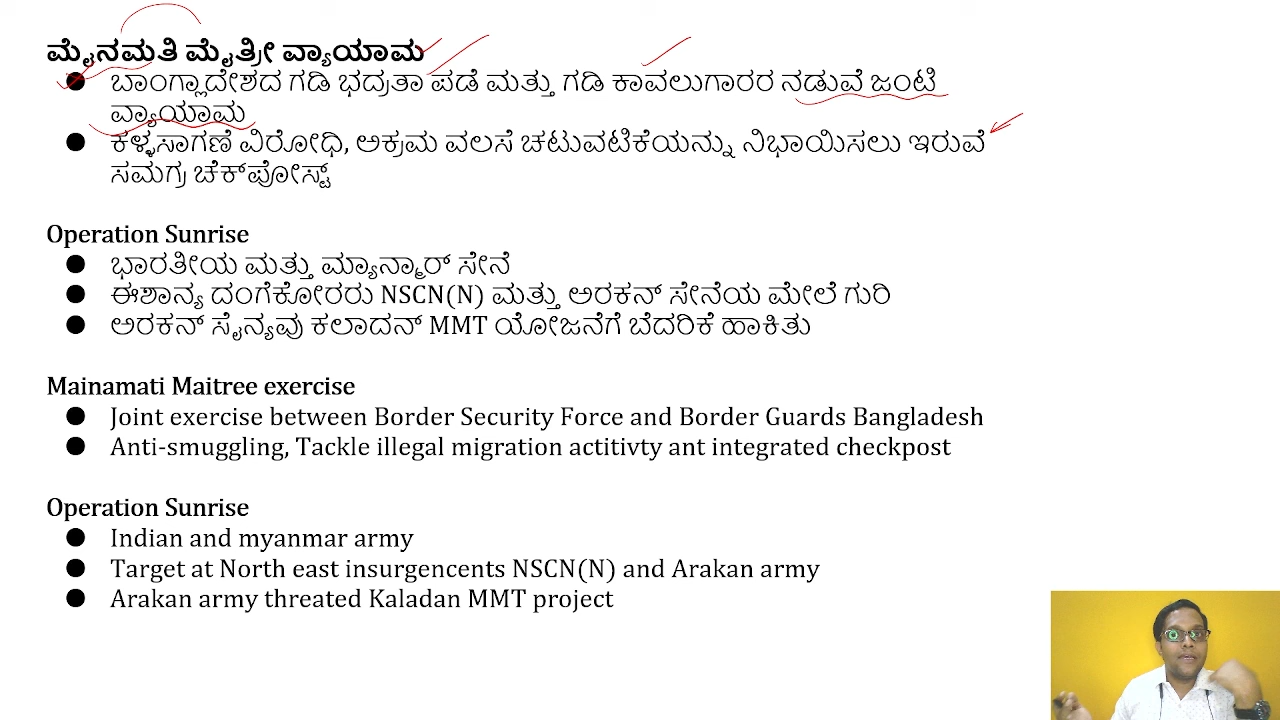 ಮೈನಮತಿ ಮೈತ್ರೀ ವ್ಯಾಯಾಮ
● ಬಾಂಗ್ಲಾದೇಶದ ಗಡಿ ಭದ್ರತಾ ಪಡೆ ಮತ್ತು ಗಡಿ ಕಾವಲುಗಾರರ ನಡುವೆ ಜಂಟಿ
ವ್ಯಾಯಾಮ
● ಕಳ್ಳಸಾಗಣೆ ವಿರೋಧಿ, ಅಕ್ರಮ ವಲಸೆ ಚಟುವಟಿಕೆಯನ್ನು ನಿಭಾಯಿಸಲು ಇರುವೆ
ಸಮಗ್ರ ಚೆಕ್‌ಪೋಸ್ಟ್
Operation Sunrise
● ಭಾರತೀಯ ಮತ್ತು ಮ್ಯಾನ್ಮಾರ್ ಸೇನೆ
● ಈಶಾನ್ಯ ದಂಗೆಕೋರರು NSCN(N) ಮತ್ತು ಅರಕನ್ ಸೇನೆಯ ಮೇಲೆ ಗುರಿ
● ಅರಕನ್ ಸೈನ್ಯವು ಕಲಾದನ್ MMT ಯೋಜನೆಗೆ ಬೆದರಿಕೆ ಹಾಕಿತು
Mainamati Maitree exercise
● Joint exercise between Border Security Force and Border Guards Bangladesh
● Anti-smuggling, Tackle illegal migration actitivty ant integrated checkpost
Operation Sunrise
● Indian and myanmar army
● Target at North east insurgencents NSCN(N) and Arakan army
● Arakan army threated Kaladan MMT project